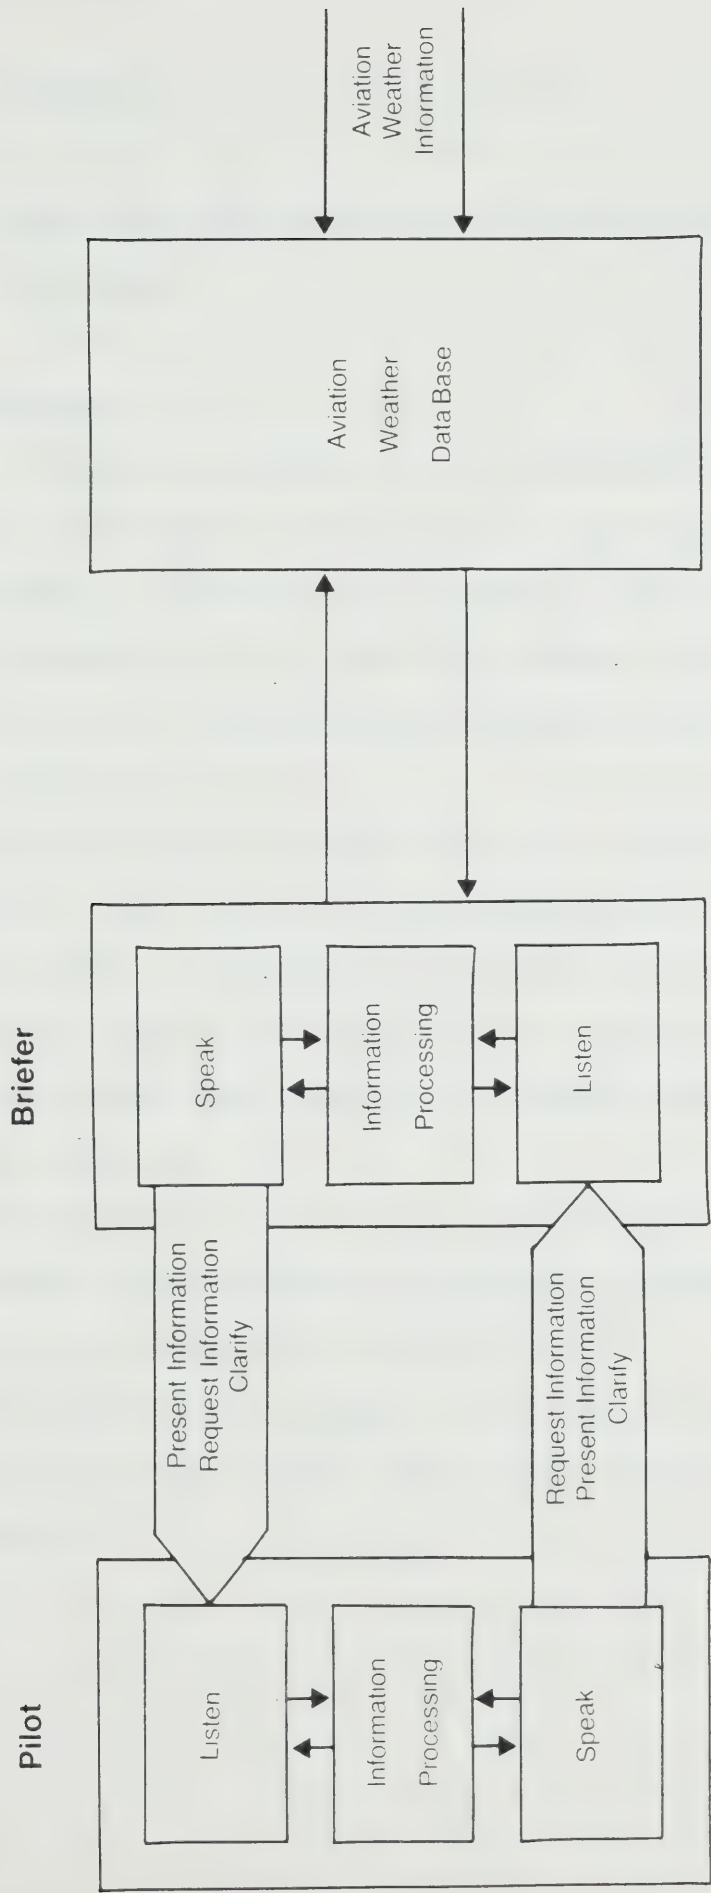 Pilot
Briefer
Listen
Information
Processing
Speak
Present Information
Request Information
Clarify
Request Information
Present Information
Clarify
Speak
Information
Processing
Listen
Aviation
Weather
Data Base
Aviation
Weather
Information